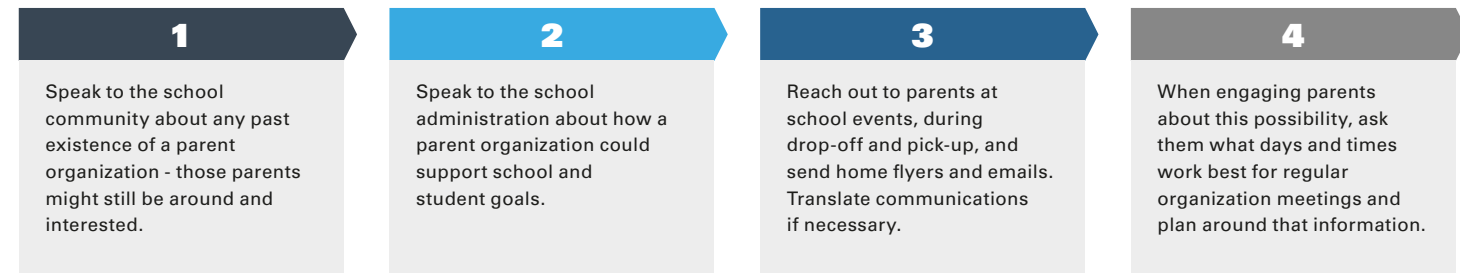 1
Speak to the school
community about any past
existence of a parent
organization - those parents
might still be around and
interested.
2
Speak to the school
administration about how a
parent organization could
support school and
student goals.
3
Reach out to parents at
school events, during
drop-off and pick-up, and
send home flyers and emails.
Translate communications
if necessary.
4
When engaging parents
about this possibility, ask
them what days and times
work best for regular
organization meetings and
plan around that information.